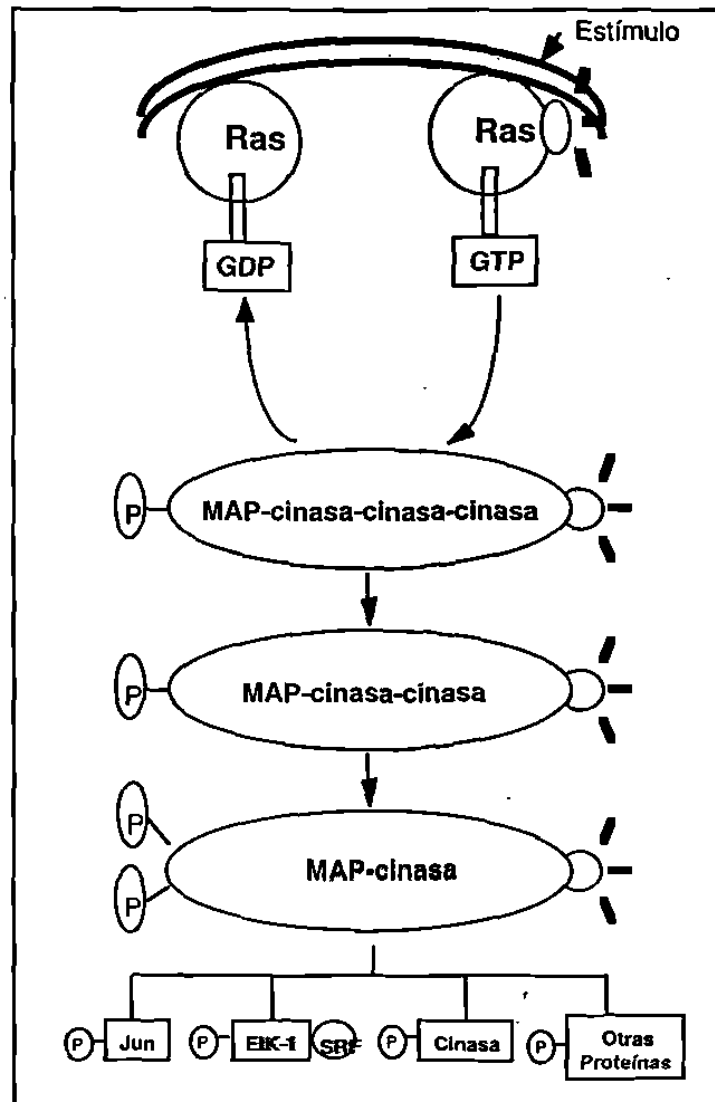 Estímulo
Ras
Ras
GDP
GTP
P
MAP-cinasa-cinasa-cinasa
P
MAP-cinasa-cinasa
P
P
MAP-cinasa
P
Jun
P
ElK-1
SRF
P
Cinasa
P
Otras
Proteínas